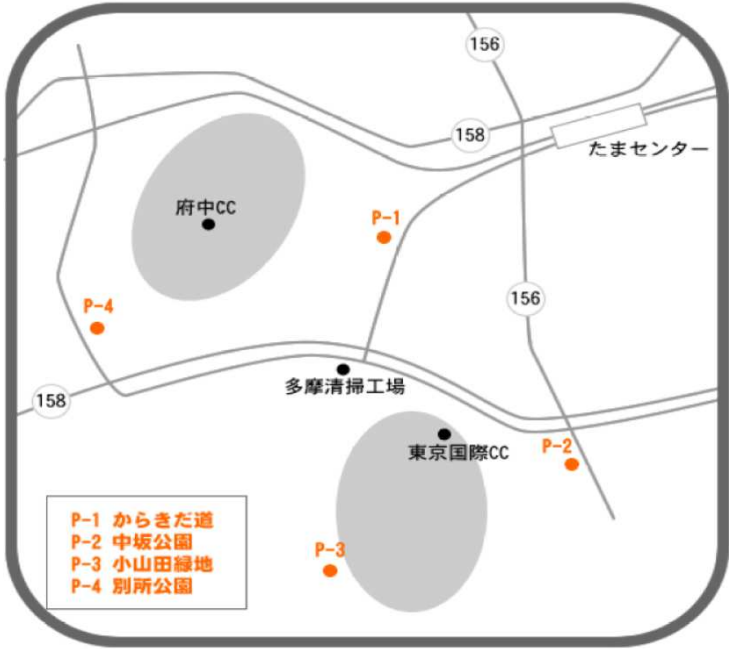 156
158
たまセンター
府中CC
P-1
P-4
156
158
多摩清掃工場
東京国際CC
P-2
P-3
P-1 からきだ道
P-2 中坂公園
P-3 小山田緑地
P-4 別所公園